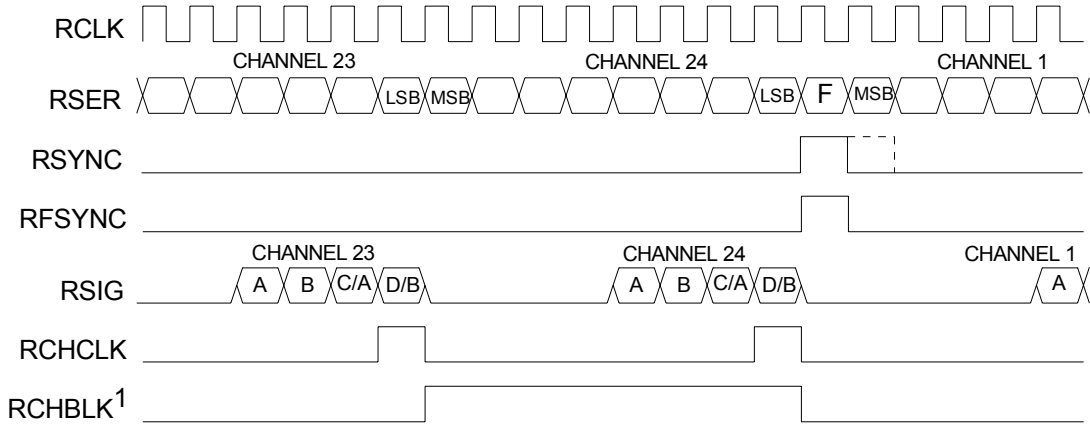 RCLK
CHANNEL 23 CHANNEL 24 CHANNEL 1
RSER LSB MSB LSB F MSB
RSYNC
RFSYNC
CHANNEL 23 CHANNEL 24 CHANNEL 1
RSIG A B C/A D/B A B C/A D/B A
RCHCLK
RCHBLK1